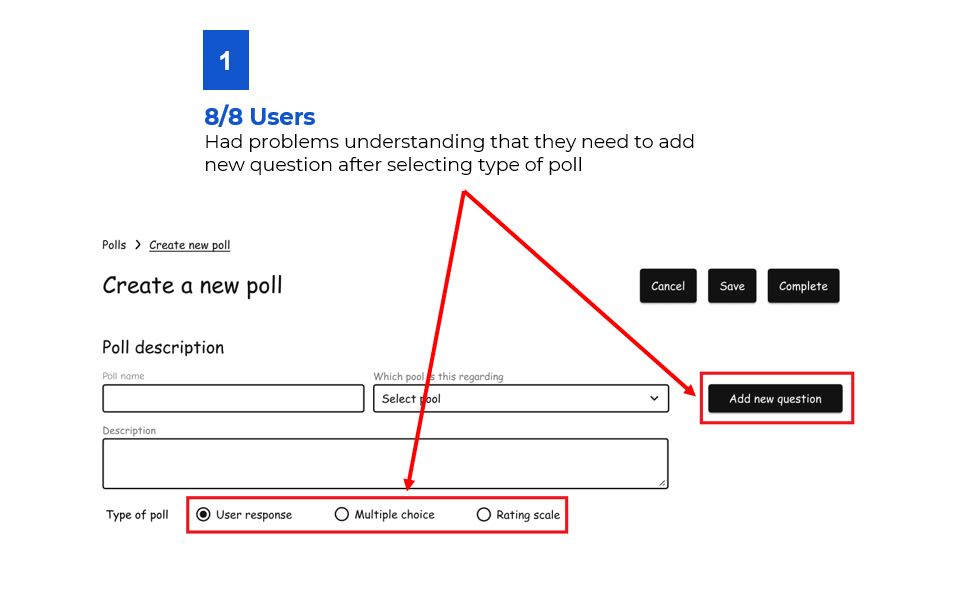 1
8/8 Users
Had problems understanding that they need to add
new question after selecting type of poll
Polls > Create new poll
Create a new poll
Cancel
Save
Complete
Poll description
Poll name
Which pool is this regarding
Select pool
Add new question
Description
Type of poll
User response
Multiple choice
Rating scale